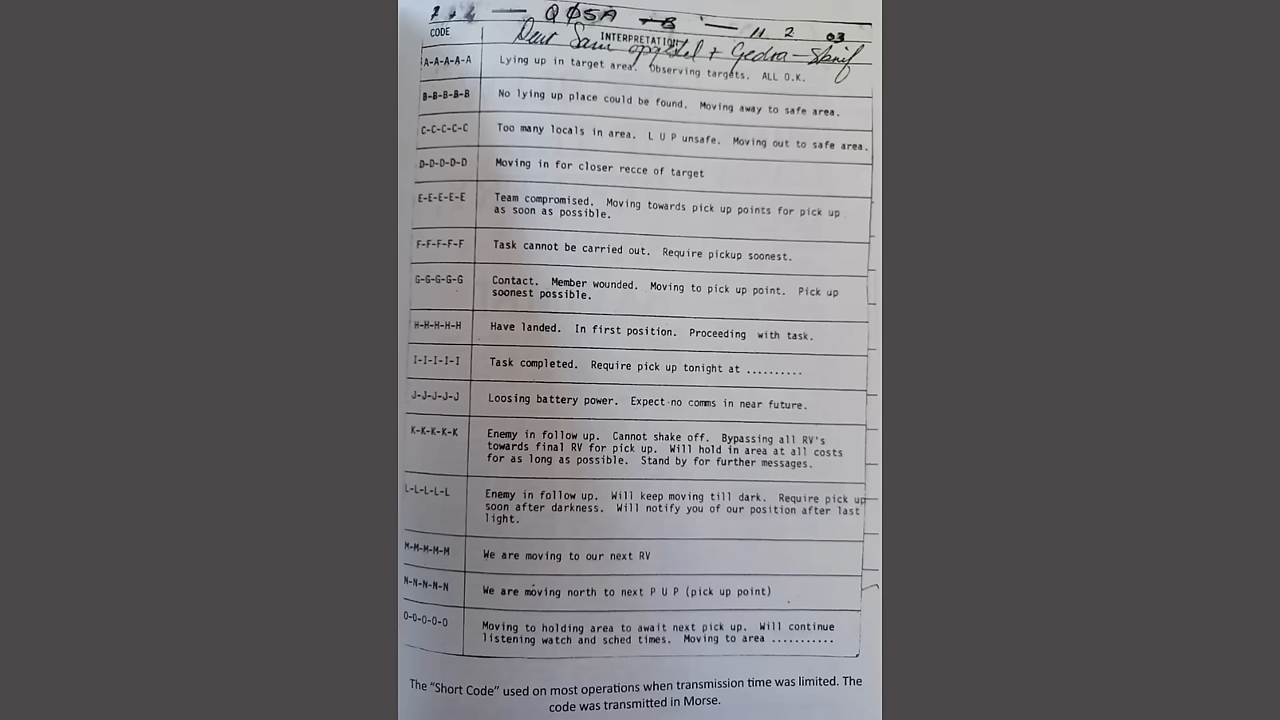 CODE
INTERPRETATION
A-A-A-A-A Lying up in target area. Observing targets. ALL O.K.
B-B-B-B-B No lying up place could be found. Moving away to safe area.
C-C-C-C-C Too many locals in area. L U P unsafe. Moving out to safe area.
D-D-D-D-D Moving in for closer recce of target
E-E-E-E-E Team compromised. Moving towards pick up points for pick up
as soon as possible.
F-F-F-F-F Task cannot be carried out. Require pickup soonest.
G-G-G-G-G Contact. Member wounded. Moving to pick up point. Pick up
soonest possible.
H-H-H-H-H Have landed. In first position. Proceeding with task.
I-I-I-I-I Task completed. Require pick up tonight at ..........
J-J-J-J-J Loosing battery power. Expect no comms in near future.
K-K-K-K-K Enemy in follow up. Cannot shake off. Bypassing all RV's
towards final RV for pick up. Will hold in area at all costs
for as long as possible. Stand by for further messages.
L-L-L-L-L Enemy in follow up. Will keep moving till dark. Require pick up
soon after darkness. Will notify you of our position after last
light.
M-M-M-M-M We are moving to our next RV
N-N-N-N-N We are moving north to next P U P (pick up point)
O-O-O-O-O Moving to holding area to await next pick up. Will continue
listening watch and sched times. Moving to area ...........
The “Short Code” used on most operations when transmission time was limited. The
code was transmitted in Morse.